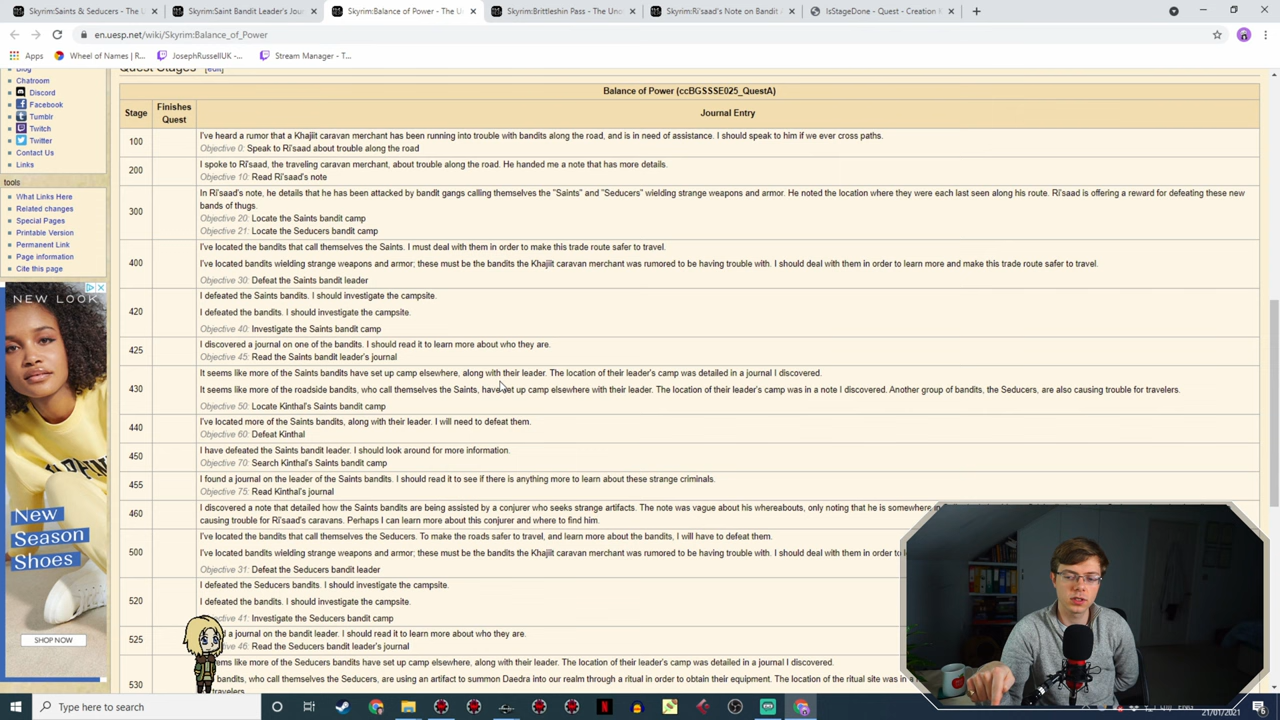 Skyrim:Saints & Seducers - The U
Skyrim:Saint Bandit Leader's Jour
Skyrim:Balance of Power - The Un
Skyrim:Brittleshin Pass - The Uno
Skyrim:Ri'saad's Note on Bandit A
IsStageDone - Quest - Creation K
en.uesp.net/wiki/Skyrim:Balance_of_Power
Apps
Wheel of Names | R...
JosephRussellUK -...
Stream Manager - T...
Blog
Chatroom
Discord
Facebook
Tumblr
Twitch
Twitter
Contact Us
Links
tools
What Links Here
Related changes
Special Pages
Printable Version
Permanent Link
Page information
Cite this page
NEW LOOK
New
Season
Shoes
SHOP NOW
Quest Stages [edit]
Balance of Power (ccBGSSSE025_QuestA)
Stage
Finishes
Quest
Journal Entry
100
I've heard a rumor that a Khajiit caravan merchant has been running into trouble with bandits along the road, and is in need of assistance. I should speak to him if we ever cross paths.
Objective 0: Speak to Ri'saad about trouble along the road
200
I spoke to Ri'saad, the traveling caravan merchant, about trouble along the road. He handed me a note that has more details.
Objective 10: Read Ri'saad's note
300
In Ri'saad's note, he details that he has been attacked by bandit gangs calling themselves the "Saints" and "Seducers" wielding strange weapons and armor. He noted the location where they were each last seen along his route. Ri'saad is offering a reward for defeating these new
bands of thugs.
Objective 20: Locate the Saints bandit camp
Objective 21: Locate the Seducers bandit camp
400
I've located the bandits that call themselves the Saints. I must deal with them in order to make this trade route safer to travel.
I've located bandits wielding strange weapons and armor; these must be the bandits the Khajiit caravan merchant was rumored to be having trouble with. I should deal with them in order to learn more and make this trade route safer to travel.
Objective 30: Defeat the Saints bandit leader
420
I defeated the Saints bandits. I should investigate the campsite.
I defeated the bandits. I should investigate the campsite.
Objective 40: Investigate the Saints bandit camp
425
I discovered a journal on one of the bandits. I should read it to learn more about who they are.
Objective 45: Read the Saints bandit leader's journal
430
It seems like more of the Saints bandits have set up camp elsewhere, along with their leader. The location of their leader's camp was detailed in a journal I discovered.
It seems like more of the roadside bandits, who call themselves the Saints, have set up camp elsewhere with their leader. The location of their leader's camp was in a note I discovered. Another group of bandits, the Seducers, are also causing trouble for travelers.
Objective 50: Locate Kinthal's Saints bandit camp
440
I've located more of the Saints bandits, along with their leader. I will need to defeat them.
Objective 60: Defeat Kinthal
450
I have defeated the Saints bandit leader. I should look around for more information.
Objective 70: Search Kinthal's Saints bandit camp
455
I found a journal on the leader of the Saints bandits. I should read it to see if there is anything more to learn about these strange criminals.
Objective 75: Read Kinthal's journal
460
I discovered a note that detailed how the Saints bandits are being assisted by a conjurer who seeks strange artifacts. The note was vague about his whereabouts, only noting that he is somewhere
causing trouble for Ri'saad's caravans. Perhaps I can learn more about this conjurer and where to find him.
500
I've located the bandits that call themselves the Seducers. To make the roads safer to travel, and learn more about the bandits, I will have to defeat them.
I've located bandits wielding strange weapons and armor; these must be the bandits the Khajiit caravan merchant was rumored to be having trouble with. I should deal with them in order to
Objective 31: Defeat the Seducers bandit leader
520
I defeated the Seducers bandits. I should investigate the campsite.
I defeated the bandits. I should investigate the campsite.
ctive 41: Investigate the Seducers bandit camp
525
a journal on the bandit leader. I should read it to learn more about who they are.
Objective 46: Read the Seducers bandit leader's journal
530
eems like more of the Seducers bandits have set up camp elsewhere, along with their leader. The location of their leader's camp was detailed in a journal I discovered.
bandits, who call themselves the Seducers, are using an artifact to summon Daedra into our realm through a ritual in order to obtain their equipment. The location of the ritual site was in a
travelers.
Type here to search
ENG
21/01/2021
6